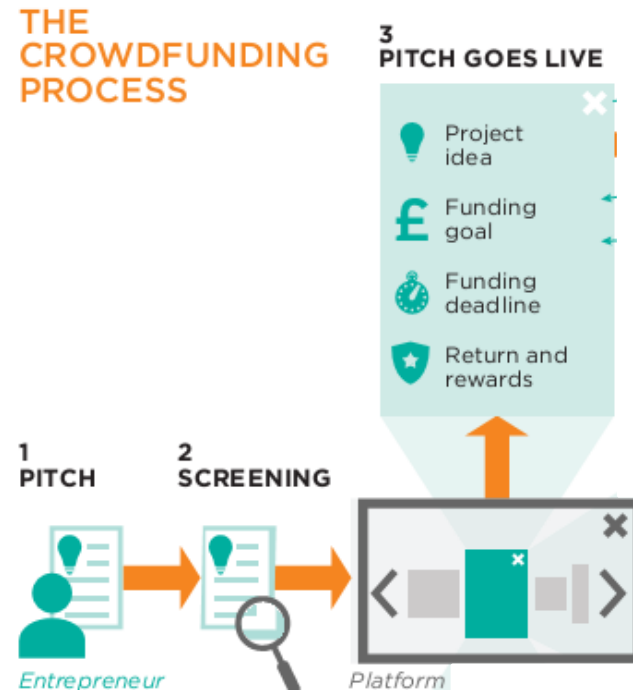 THE
CROWDFUNDING
PROCESS
3
PITCH GOES LIVE
Project
idea
£
Funding
goal
Funding
deadline
Return and
rewards
1
PITCH
2
SCREENING
Entrepreneur
Platform